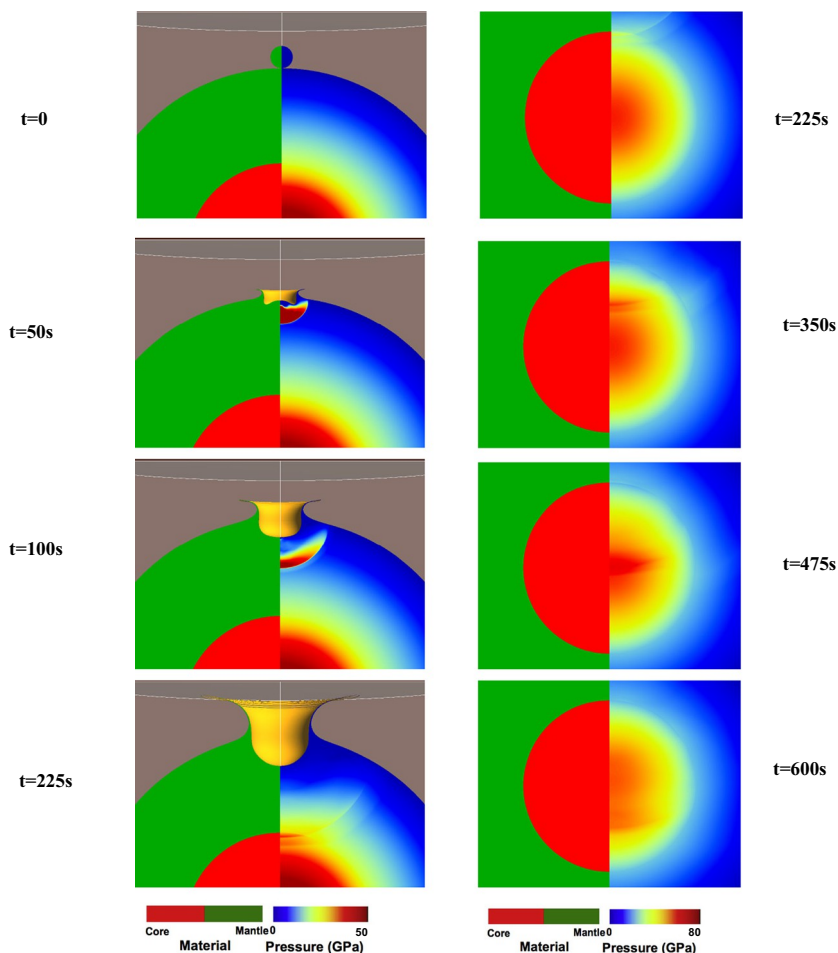 t=0
t=225s
t=50s
t=350s
t=100s
t=475s
t=225s
t=600s
0 50
Core Mantle
Material Pressure (GPa)
0 80
Core Mantle
Material Pressure (GPa)